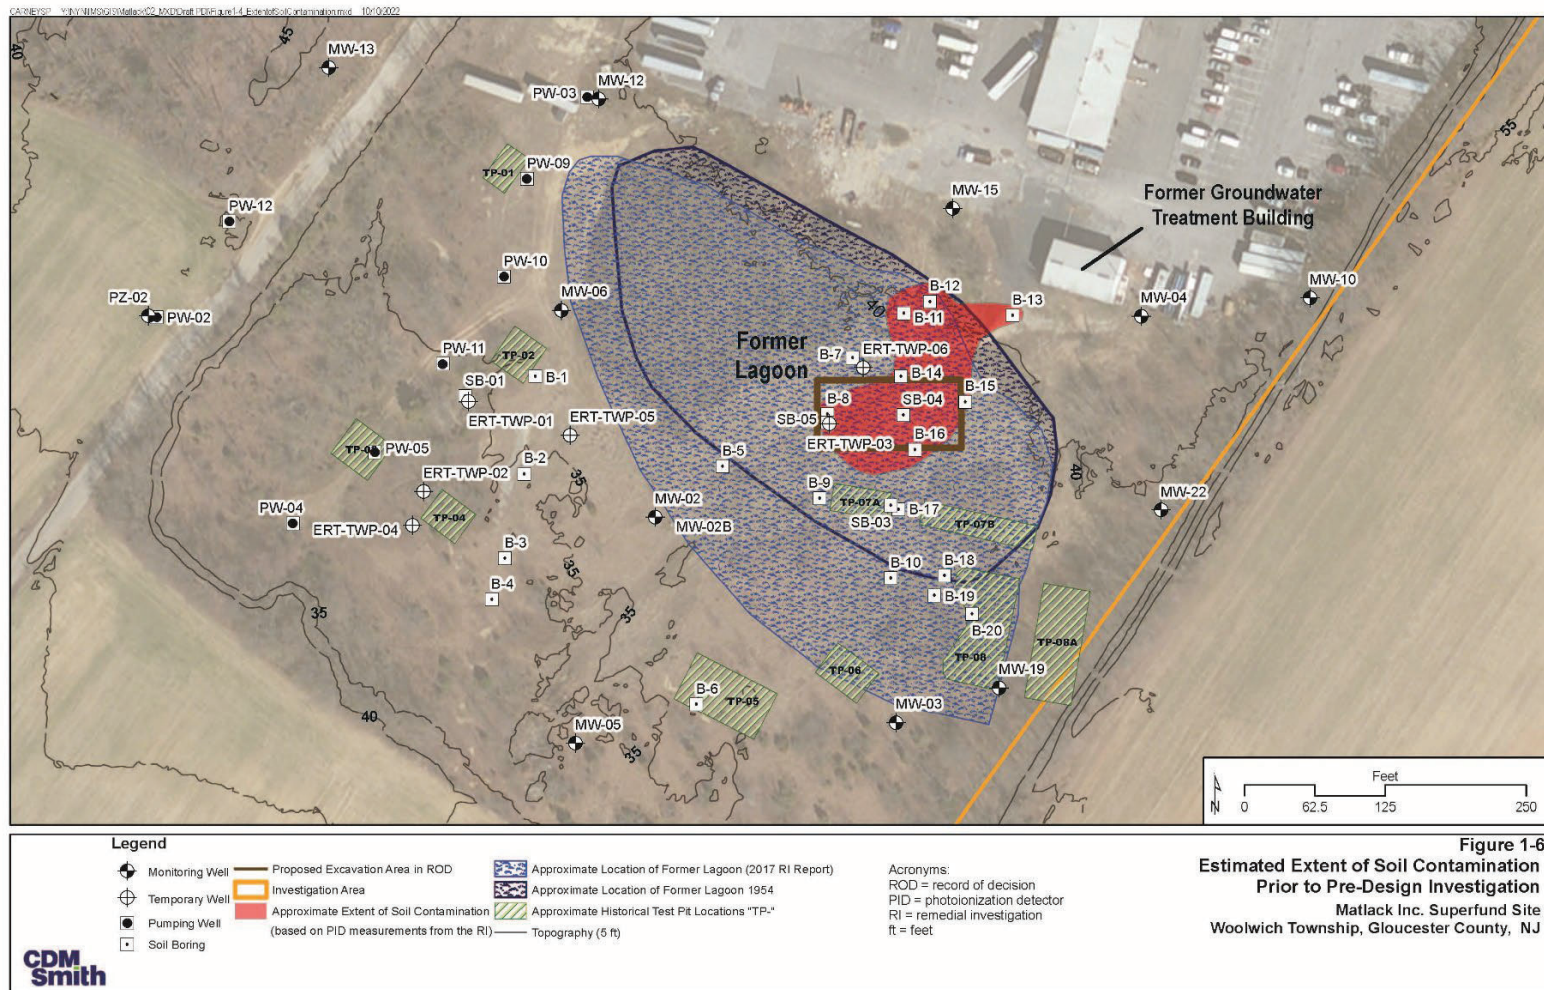 CARNEYSP
10/10/2022
40
45
MW-13
PW-03
MW-12
55
TP-01
PW-09
MW-15
Former Groundwater
Treatment Building
PW-12
PW-10
MW-06
MW-10
PZ-02
PW-02
MW-04
B-12
B-13
40
B-11
Former
Lagoon
B-7
ERT-TWP-06
PW-11
TP-02
SB-01
B-1
B-14
B-15
ERT-TWP-01
ERT-TWP-05
B-8
SB-04
SB-05
B-16
ERT-TWP-03
PW-05
B-5
B-2
ERT-TWP-02
35
40
B-9
MW-02
MW-02B
TP-07A
SB-03
B-17
TP-07B
MW-22
PW-04
ERT-TWP-04
TP-04
B-3
B-4
35
35
35
B-10
B-18
B-19
B-20
TP-08A
TP-08
TP-06
MW-19
B-6
TP-05
MW-03
40
MW-05
35
Feet
N
0 62.5 125 250
Legend
Monitoring Well
Temporary Well
Pumping Well
Soil Boring
Proposed Excavation Area in ROD
Investigation Area
Approximate Extent of Soil Contamination
(based on PID measurements from the RI)
Approximate Location of Former Lagoon (2017 RI Report)
Approximate Location of Former Lagoon 1954
Approximate Historical Test Pit Locations "TP-"
Topography (5 ft)
Acronyms:
ROD = record of decision
PID = photoionization detector
RI = remedial investigation
ft = feet
Figure 1-6
Estimated Extent of Soil Contamination
Prior to Pre-Design Investigation
Matlack Inc. Superfund Site
Woolwich Township, Gloucester County, NJ
CDM
Smith